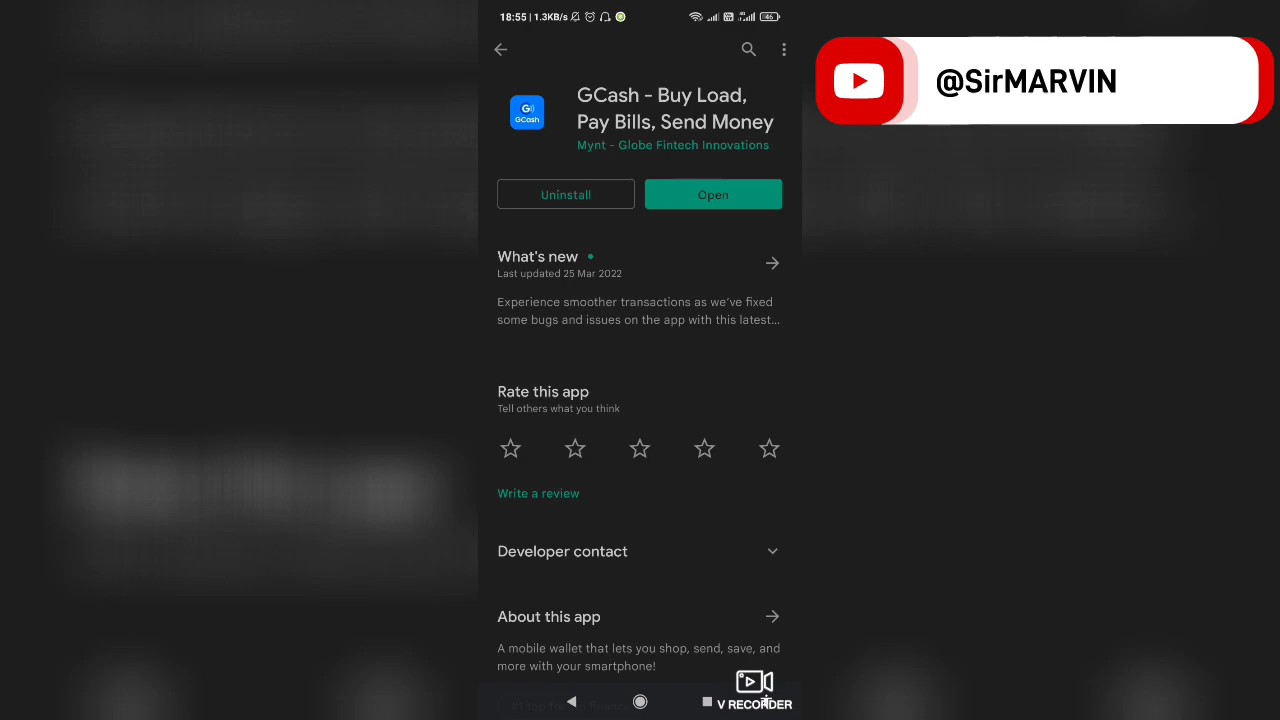 18:55 | 1.3KB/s
46
@SirMARVIN
GCash - Buy Load,
Pay Bills, Send Money
Mynt - Globe Fintech Innovations
G
GCash
Uninstall
Open
What's new
Last updated 25 Mar 2022
Experience smoother transactions as we've fixed
some bugs and issues on the app with this latest...
Rate this app
Tell others what you think
Write a review
Developer contact
About this app
A mobile wallet that lets you shop, send, save, and
more with your smartphone!
V RECORDER